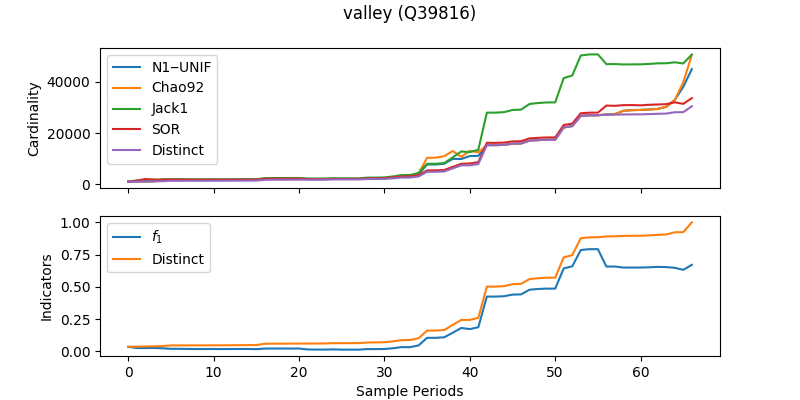 valley (Q39816)
Cardinality
40000
20000
0
N1−UNIF
Chao92
Jack1
SOR
Distinct
Indicators
1.00
0.75
0.50
0.25
0.00
f₁
Distinct
0 10 20 30 40 50 60
Sample Periods